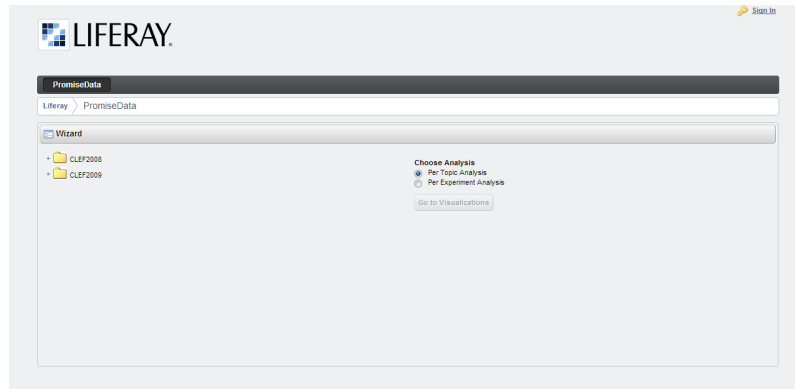 Sign In
LIFERAY.
PromiseData
Liferay PromiseData
Wizard
CLEF2008
CLEF2009
Choose Analysis
Per Topic Analysis
Per Experiment Analysis
Go to Visualizations